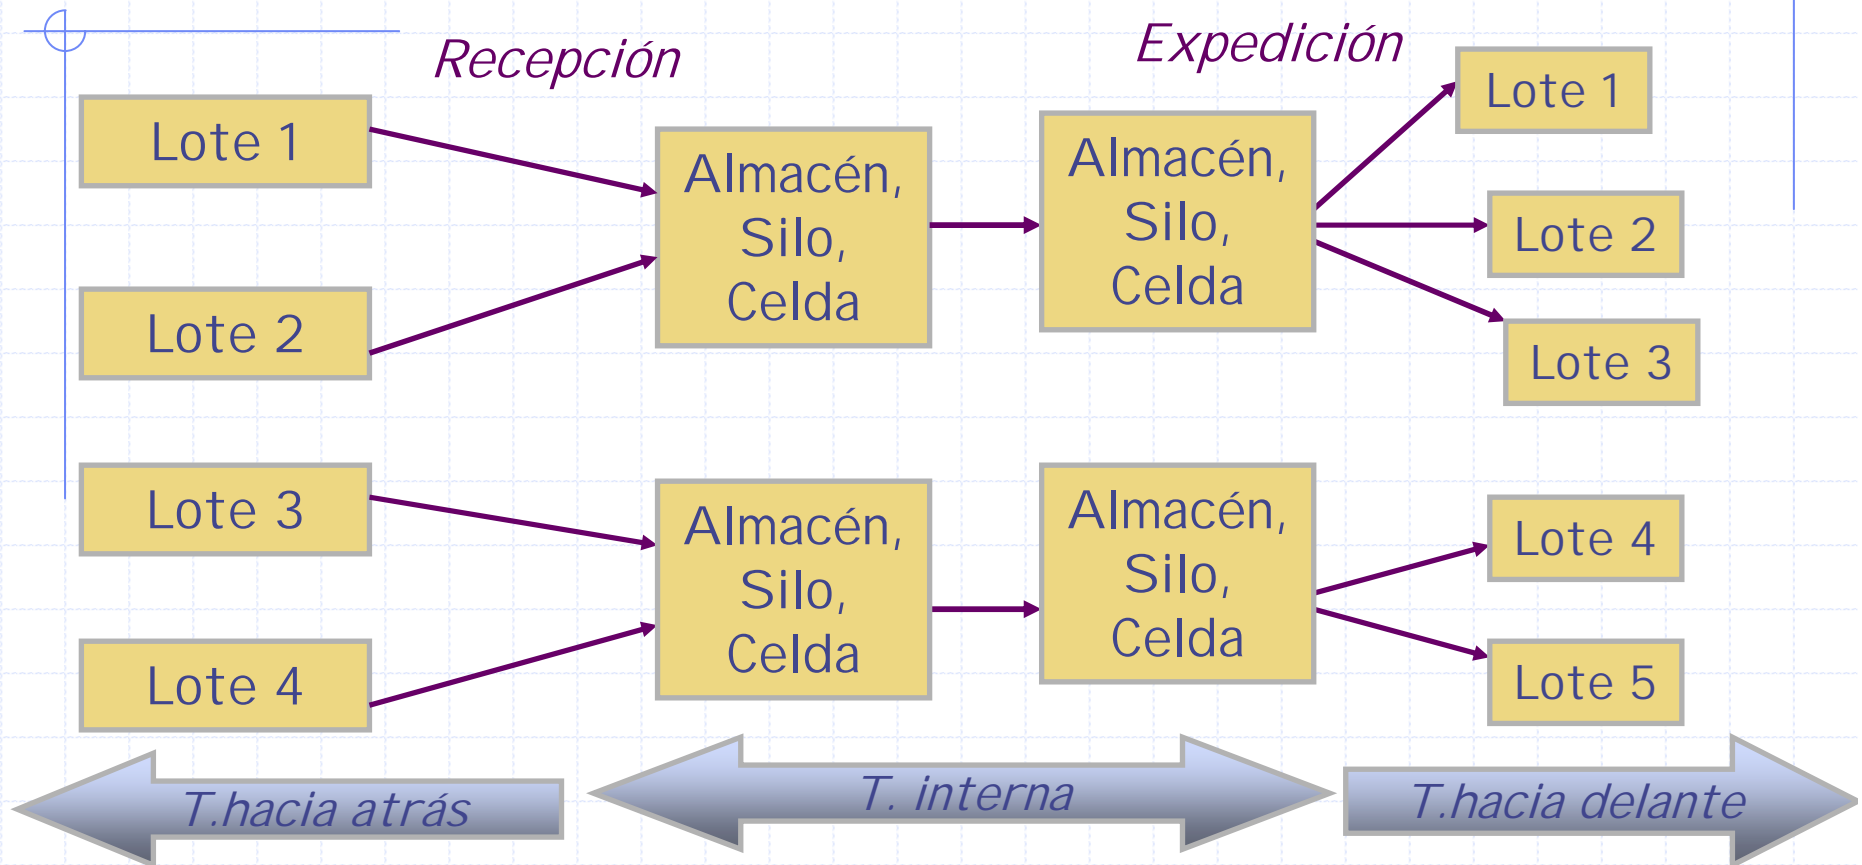 Recepción
Expedición
Lote 1
Lote 2
Almacén,
Silo,
Celda
Almacén,
Silo,
Celda
Lote 1
Lote 2
Lote 3
Lote 3
Lote 4
Almacén,
Silo,
Celda
Almacén,
Silo,
Celda
Lote 4
Lote 5
T.hacia atrás
T. interna
T.hacia delante